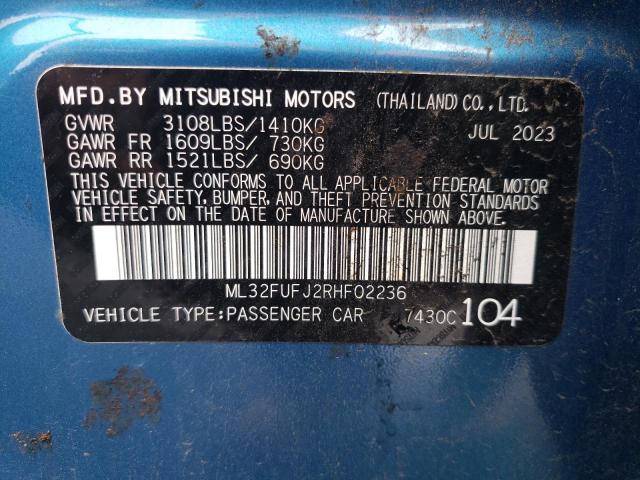 MFD.BY MITSUBISHI MOTORS (THAILAND) CO., LTD.
GVWR 3108LBS/1410KG JUL 2023
GAWR FR 1609LBS/ 730KG
GAWR RR 1521LBS/ 690KG
THIS VEHICLE CONFORMS TO ALL APPLICABLE FEDERAL MOTOR
VEHICLE SAFETY, BUMPER, AND THEFT PREVENTION STANDARDS
IN EFFECT ON THE DATE OF MANUFACTURE SHOWN ABOVE.
ML32FUFJ2RHF02236
VEHICLE TYPE:PASSENGER CAR 7430C 104